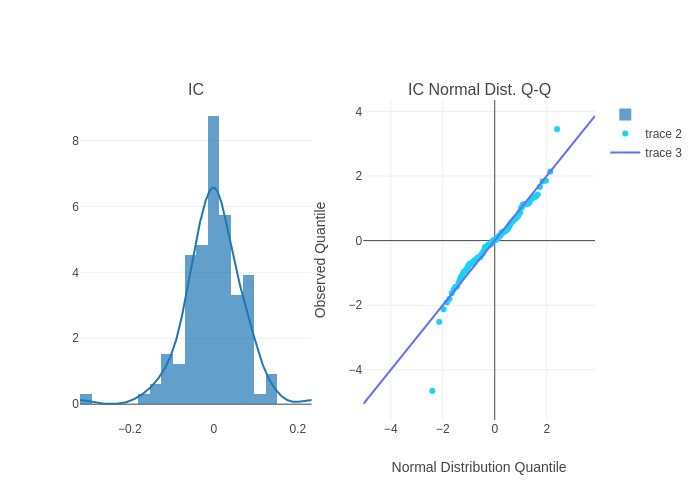 IC
IC Normal Dist. Q-Q
8
6
4
2
0
−0.2
0
0.2
Observed Quantile
4
2
0
−2
−4
−4
−2
0
2
Normal Distribution Quantile
trace 2
trace 3